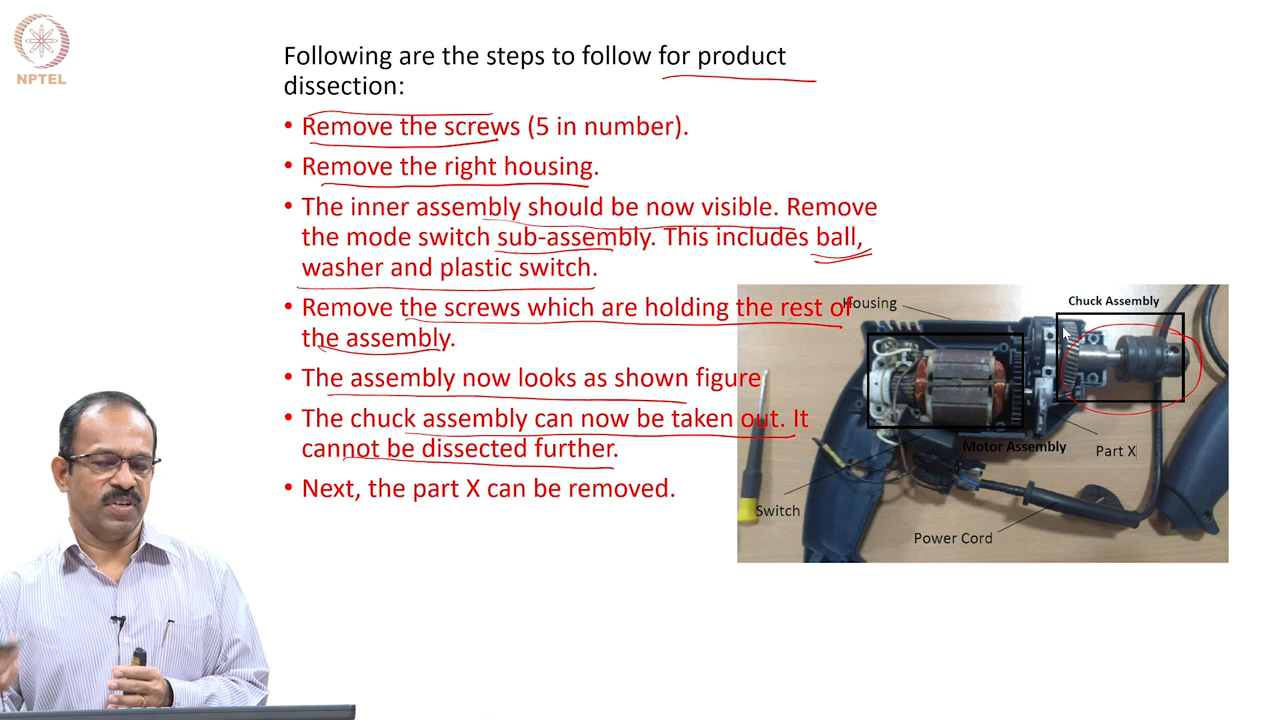 NPTEL
Following are the steps to follow for product
dissection:
• Remove the screws (5 in number).
• Remove the right housing.
• The inner assembly should be now visible. Remove
the mode switch sub-assembly. This includes ball,
washer and plastic switch.
• Remove the screws which are holding the rest of
the assembly.
• The assembly now looks as shown figure
• The chuck assembly can now be taken out. It
cannot be dissected further.
• Next, the part X can be removed.
Housing
Chuck Assembly
Motor Assembly
Part X
Switch
Power Cord